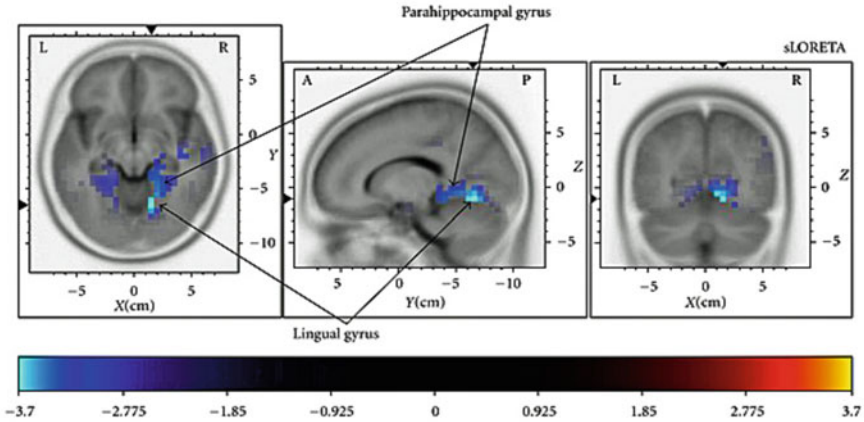 Parahippocampal gyrus
sLORETA
L R
A P
L R
5
0
Y
−5
−10
−5 0 5
X(cm)
5
0
Z
−5
5 0 −5 −10
Y(cm)
5
0
Z
−5
−5 0 5
X(cm)
Lingual gyrus
−3.7 −2.775 −1.85 −0.925 0 0.925 1.85 2.775 3.7